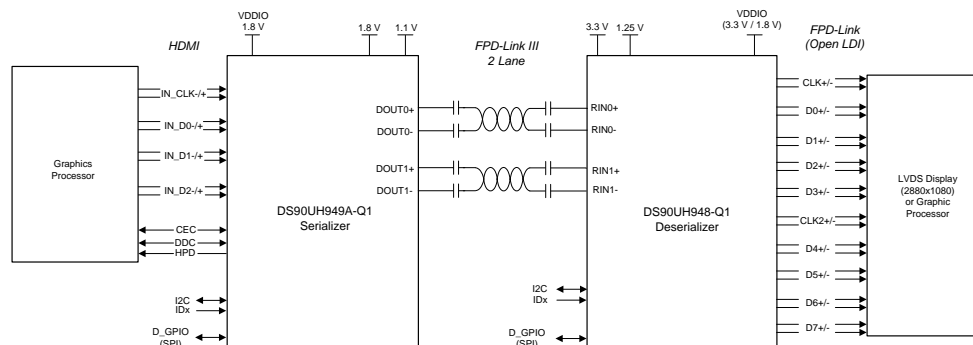 HDMI
VDDIO
1.8 V
1.8 V
1.1 V
FPD-Link III
2 Lane
3.3 V
1.25 V
VDDIO
(3.3 V / 1.8 V)
FPD-Link
(Open LDI)
Graphics
Processor
IN_CLK-/+
IN_D0-/+
IN_D1-/+
IN_D2-/+
CEC
DDC
HPD
I2C
IDx
D_GPIO
(SPI)
DS90UH949A-Q1
Serializer
DOUT0+
DOUT0-
DOUT1+
DOUT1-
RIN0+
RIN0-
RIN1+
RIN1-
DS90UH948-Q1
Deserializer
I2C
IDx
D_GPIO
(SPI)
CLK+/-
D0+/-
D1+/-
D2+/-
D3+/-
CLK2+/-
D4+/-
D5+/-
D6+/-
D7+/-
LVDS Display
(2880x1080)
or Graphic
Processor